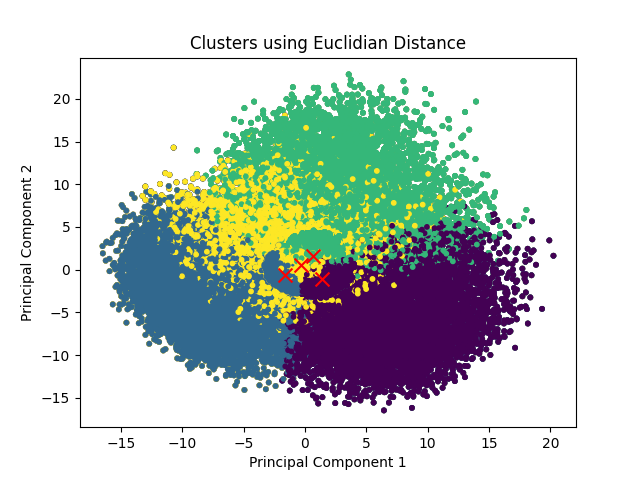 Clusters using Euclidian Distance
20
15
10
5
0
−5
−10
−15
Principal Component 2
−15 −10 −5 0 5 10 15 20
Principal Component 1